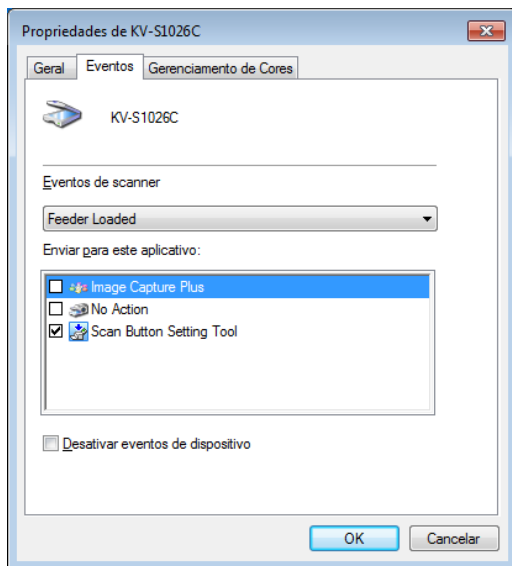 Propriedades de KV-S1026C
Geral Eventos Gerenciamento de Cores
KV-S1026C
Eventos de scanner
Feeder Loaded
Enviar para este aplicativo:
Image Capture Plus
No Action
Scan Button Setting Tool
Desativar eventos de dispositivo
OK Cancelar